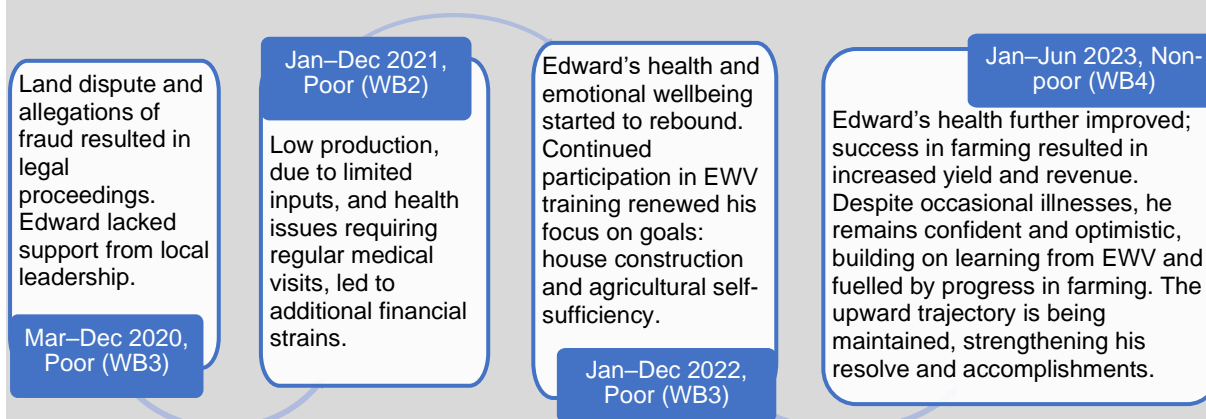 Land dispute and
allegations of
fraud resulted in
legal
proceedings.
Edward lacked
support from local
leadership.
Mar–Dec 2020,
Poor (WB3)
Jan–Dec 2021,
Poor (WB2)
Low production,
due to limited
inputs, and health
issues requiring
regular medical
visits, led to
additional financial
strains.
Edward’s health and
emotional wellbeing
started to rebound.
Continued
participation in EWV
training renewed his
focus on goals:
house construction
and agricultural self-
sufficiency.
Jan–Dec 2022,
Poor (WB3)
Jan–Jun 2023, Non-
poor (WB4)
Edward’s health further improved;
success in farming resulted in
increased yield and revenue.
Despite occasional illnesses, he
remains confident and optimistic,
building on learning from EWV and
fuelled by progress in farming. The
upward trajectory is being
maintained, strengthening his
resolve and accomplishments.